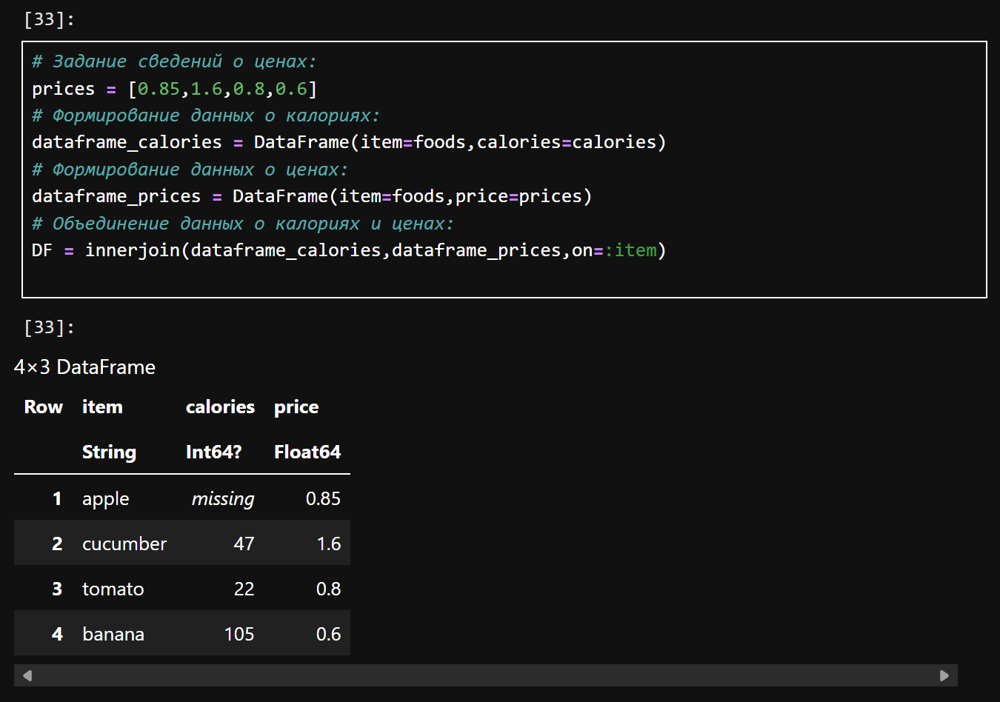 [33]:
# Задание сведений о ценах:
prices = [0.85,1.6,0.8,0.6]
# Формирование данных о калориях:
dataframe_calories = DataFrame(item=foods,calories=calories)
# Формирование данных о ценах:
dataframe_prices = DataFrame(item=foods,price=prices)
# Объединение данных о калориях и ценах:
DF = innerjoin(dataframe_calories,dataframe_prices,on=:item)
[33]:
4×3 DataFrame
Row item calories price
String Int64? Float64
1 apple missing 0.85
2 cucumber 47 1.6
3 tomato 22 0.8
4 banana 105 0.6